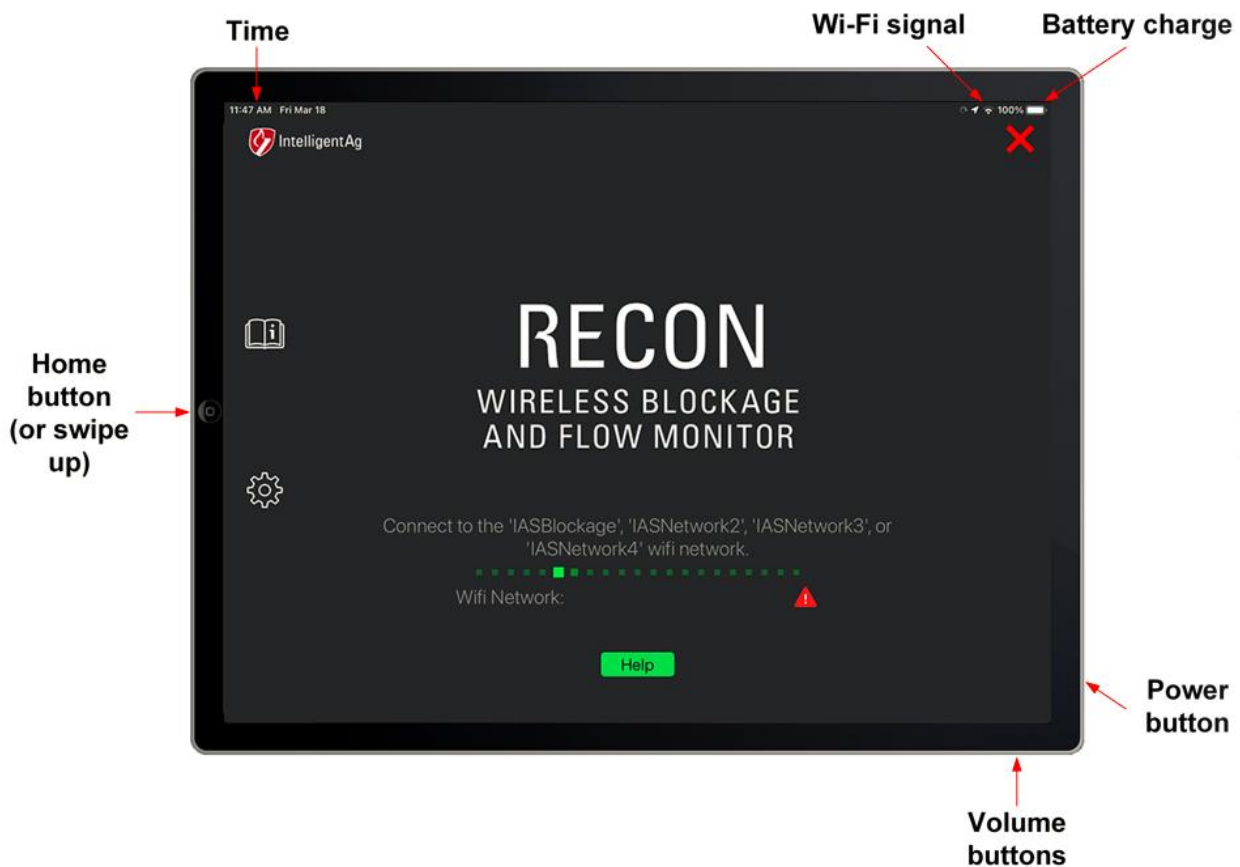 Time
Wi-Fi signal
Battery charge
11:47 AM Fri Mar 18
100%
IntelligentAg
RECON
WIRELESS BLOCKAGE
AND FLOW MONITOR
Home
button
(or swipe
up)
Connect to the 'IASBlockage', 'IASNetwork2', 'IASNetwork3', or
'IASNetwork4' wifi network.
Wifi Network:
Help
Power
button
Volume
buttons